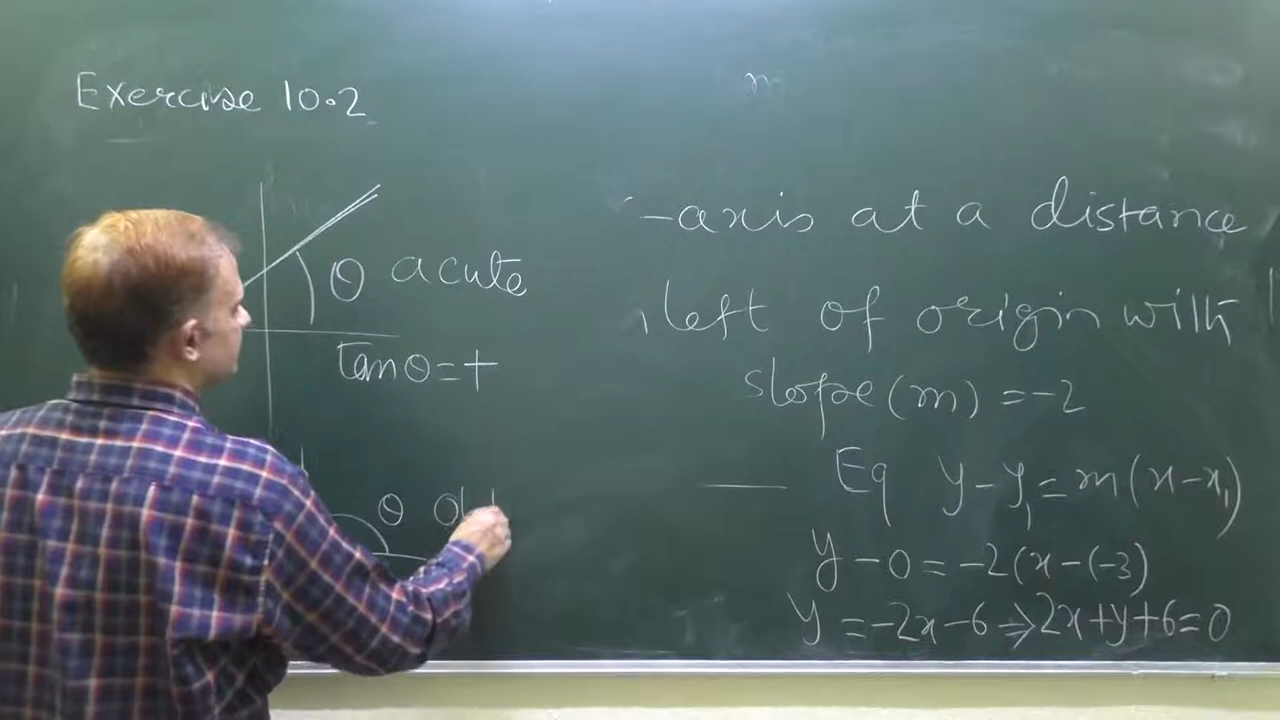 Exercise 10.2
θ acute
tanθ=+
θ
-axis at a distance
left of origin with
slope(m) =-2
Eq y-y₁=m(x-x₁)
y-0=-2(x-(-3)
y=-2x-6⇒2x+y+6=0